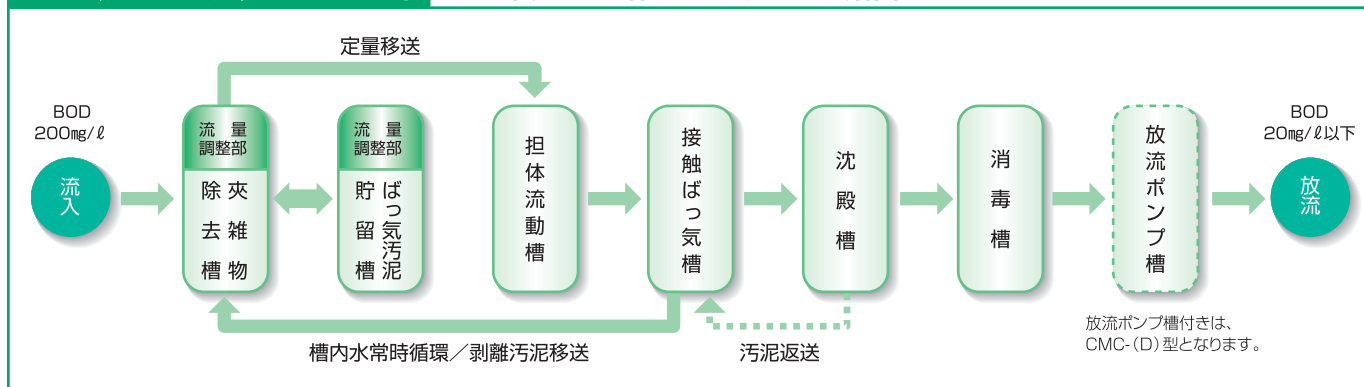 定量移送
BOD
200mg/ℓ
流入
流量
調整部
夾雑物
除去槽
流量
調整部
ばっ気汚泥
貯留槽
担体流動槽
接触ばっ気槽
沈殿槽
消毒槽
放流ポンプ槽
BOD
20mg/ℓ以下
放流
槽内水常時循環／剥離汚泥移送
汚泥返送
放流ポンプ槽付きは、
CMC-(D)型となります。